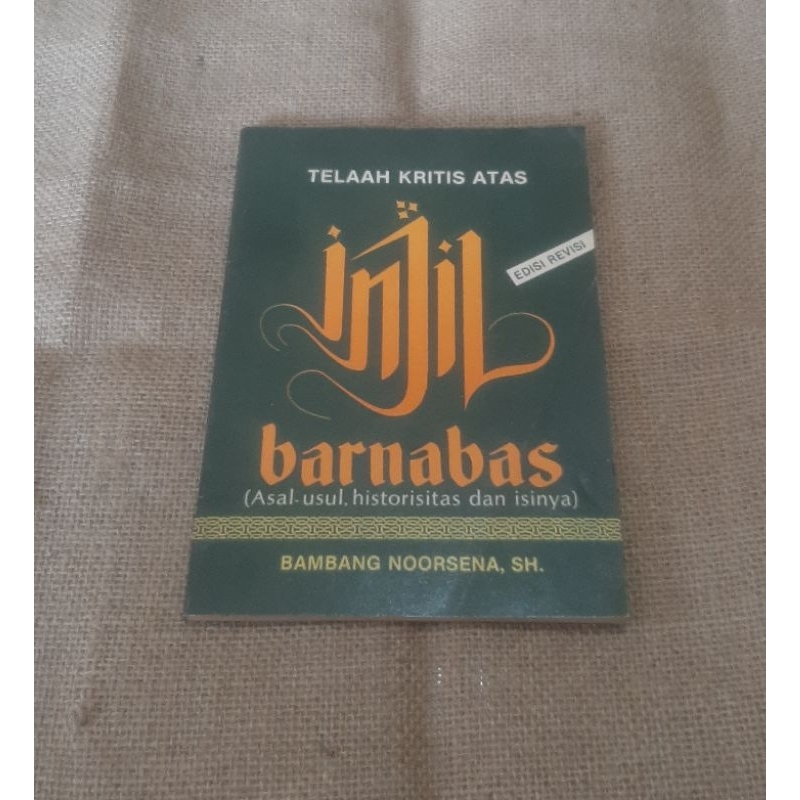 TELAAH KRITIS ATAS
injil
EDISI REVISI
barnabas
(Asal-usul, historisitas dan isinya)
BAMBANG NOORSENA, SH.